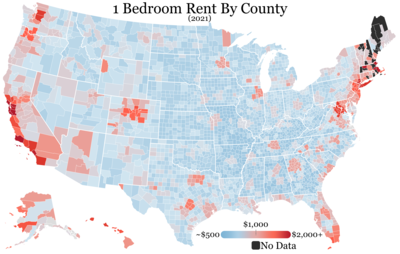 1 Bedroom Rent By County
(2021)
$1,000
~$500
$2,000+
No Data